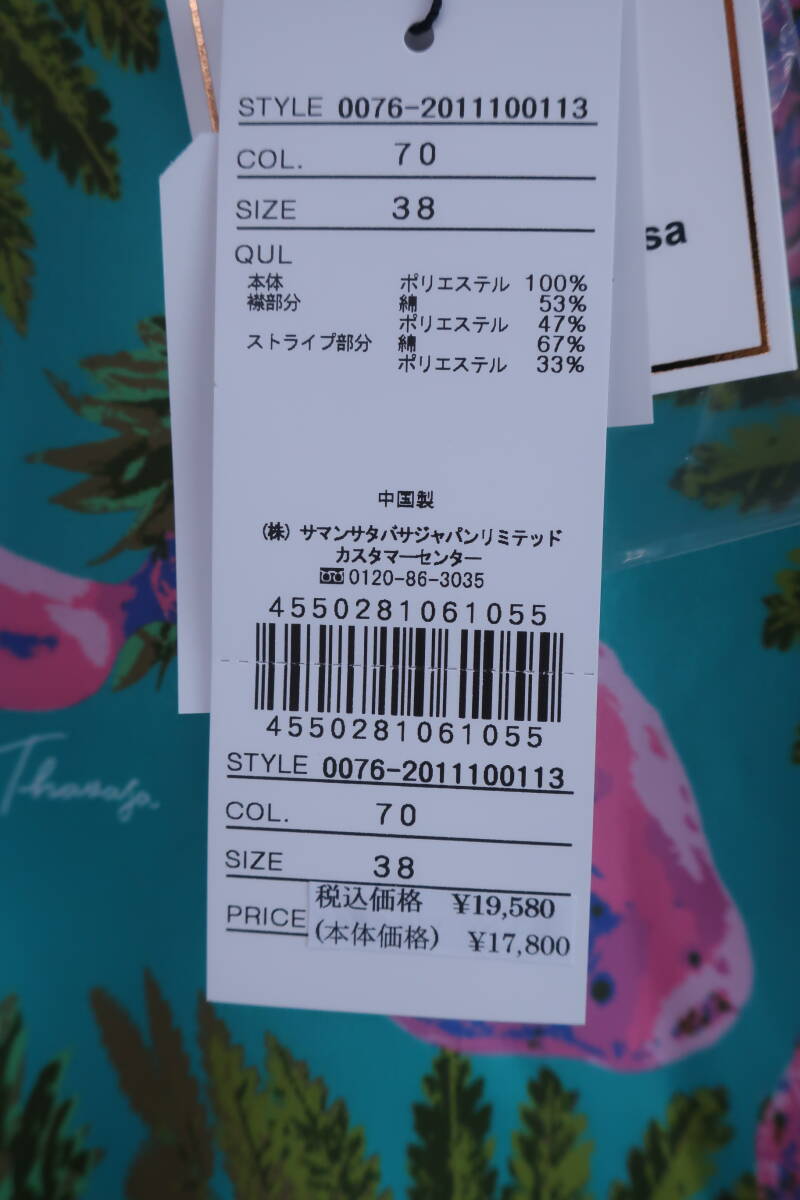 STYLE 0076-2011100113
COL. 70
SIZE 38
QUL
本体 ポリエステル 100%
襟部分 綿 53%
ポリエステル 47%
ストライプ部分 綿 67%
ポリエステル 33%
中国製
(株) サマンサタバサジャパンリミテッド
カスタマーセンター
0120-86-3035
4550281061055
4550281061055
STYLE 0076-2011100113
COL. 70
SIZE 38
PRICE 税込価格 ¥19,580
(本体価格) ¥17,800
sa